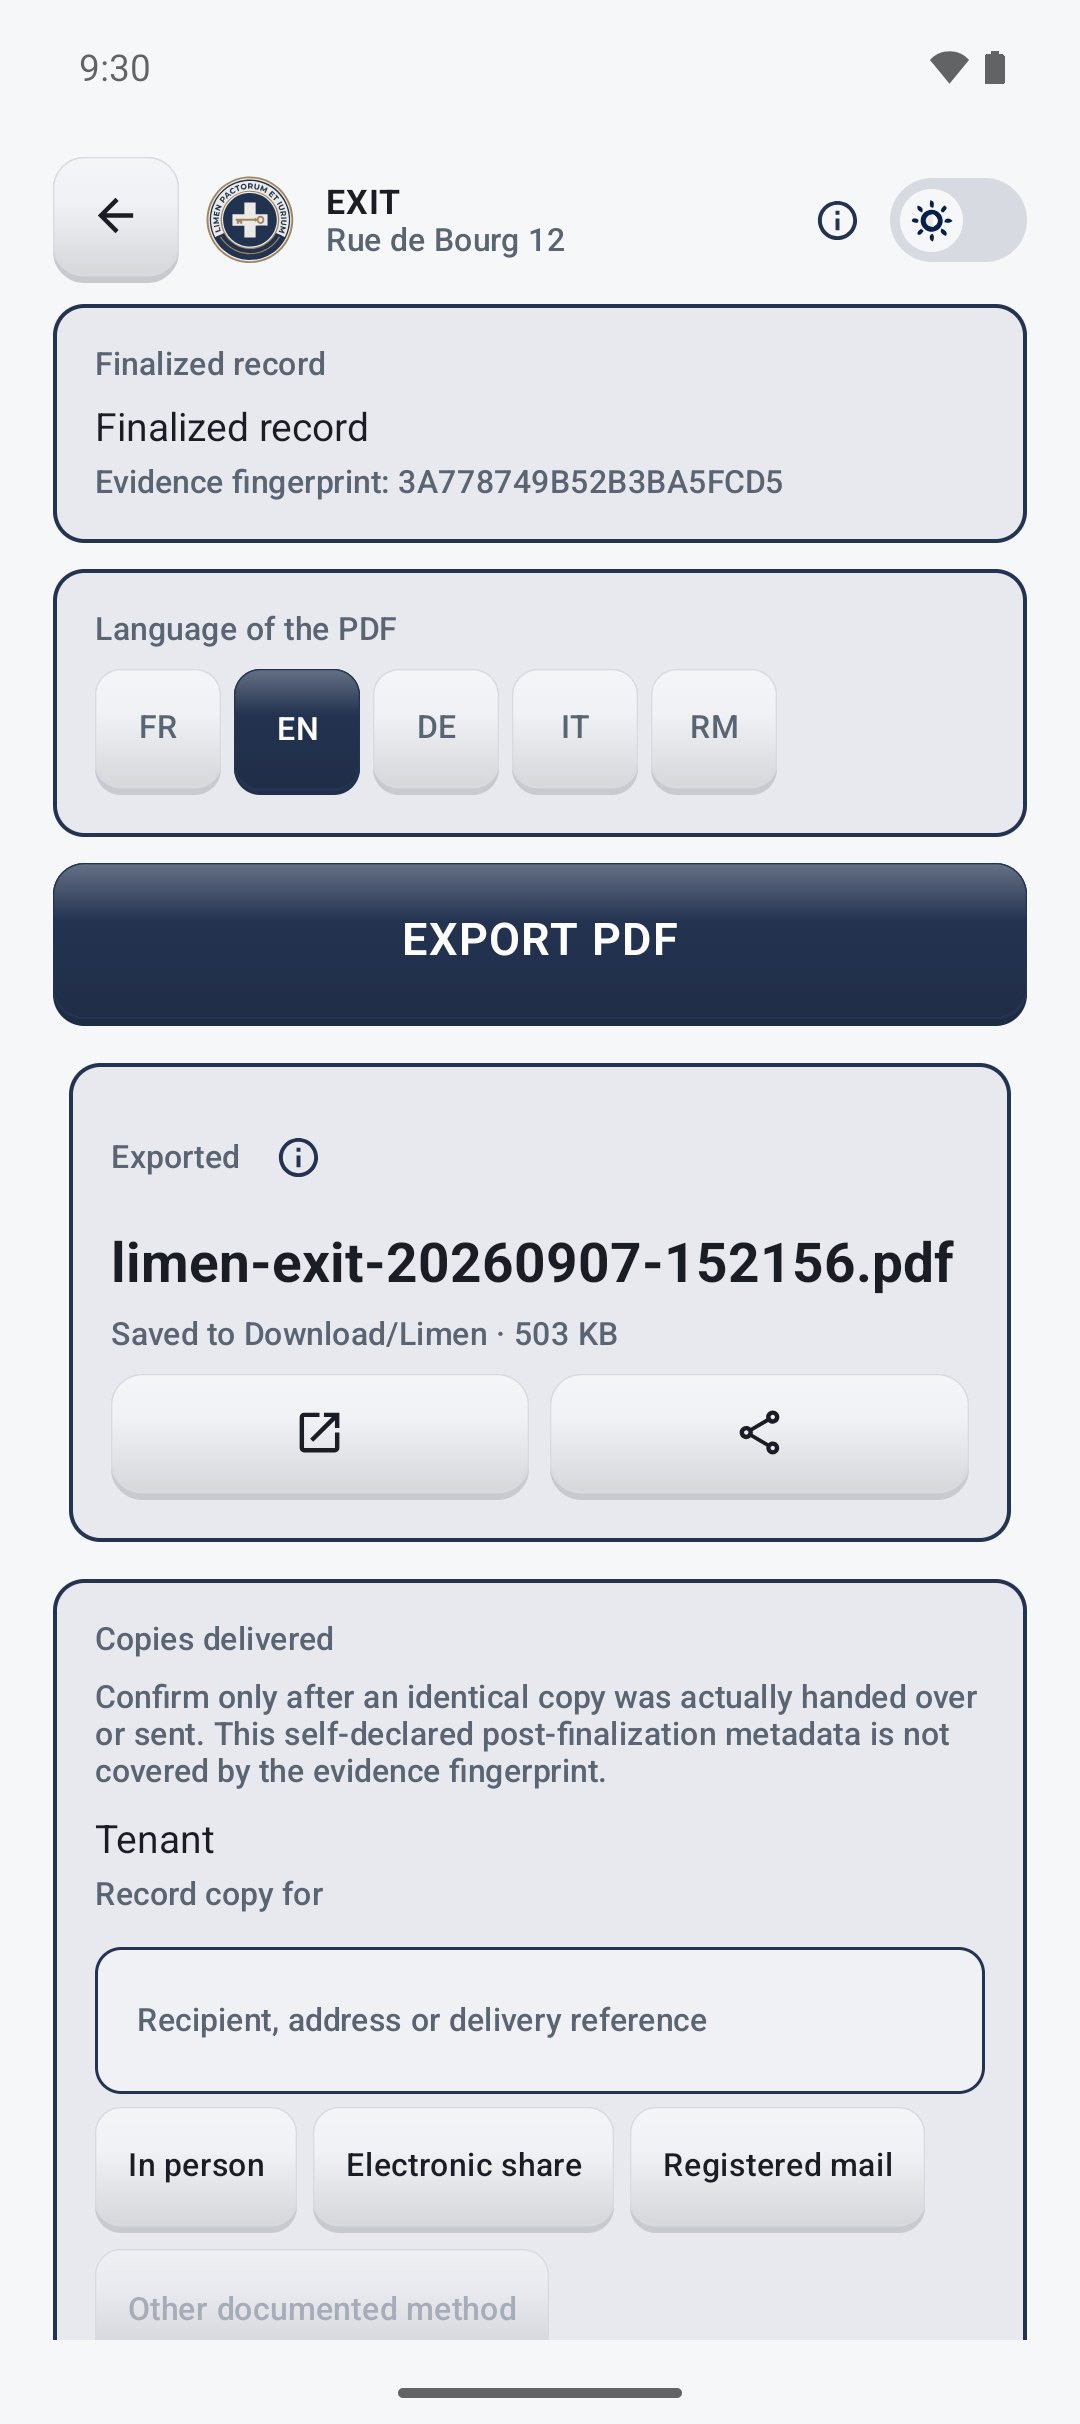 9:30
LIMEN PACTORUM ET IURIUM
EXIT
Rue de Bourg 12
Finalized record
Finalized record
Evidence fingerprint: 3A778749B52B3BA5FCD5
Language of the PDF
FR
EN
DE
IT
RM
EXPORT PDF
Exported
limen-exit-20260907-152156.pdf
Saved to Download/Limen · 503 KB
Copies delivered
Confirm only after an identical copy was actually handed over
or sent. This self-declared post-finalization metadata is not
covered by the evidence fingerprint.
Tenant
Record copy for
Recipient, address or delivery reference
In person
Electronic share
Registered mail
Other documented method